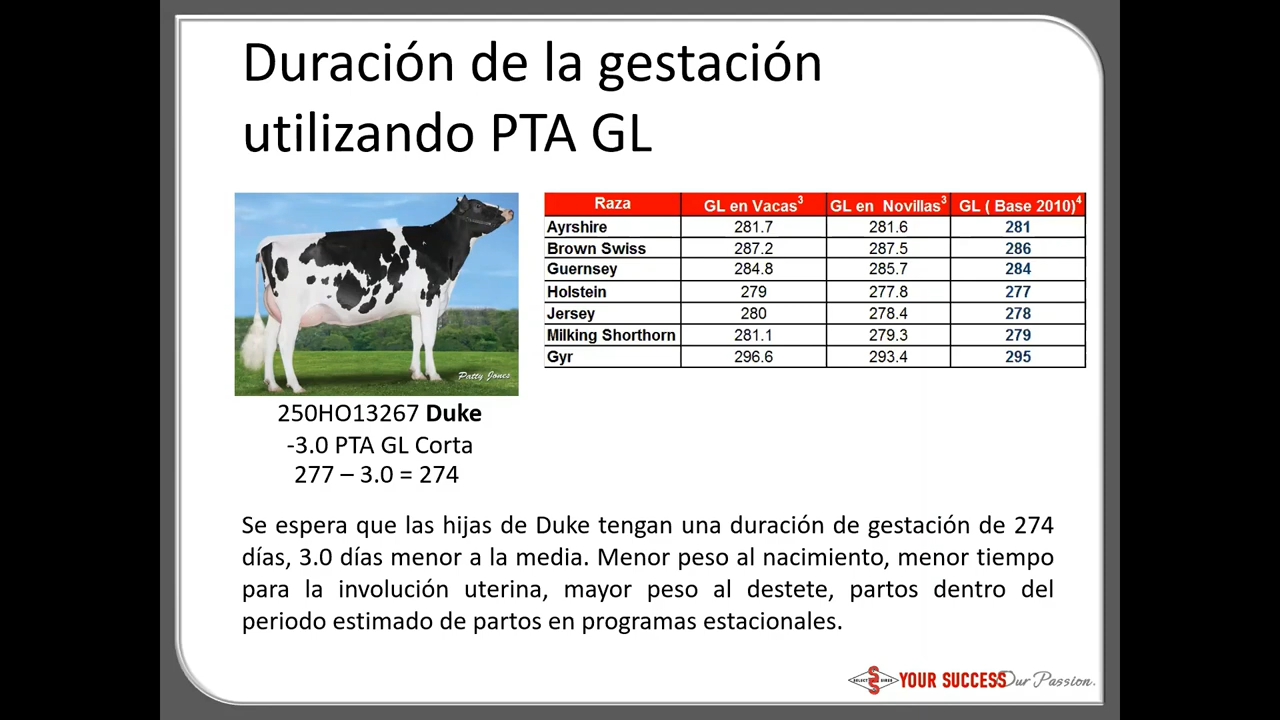 Duración de la gestación
utilizando PTA GL
Raza GL en Vacas³ GL en Novillas³ GL ( Base 2010)⁴
Ayrshire 281.7 281.6 281
Brown Swiss 287.2 287.5 286
Guernsey 284.8 285.7 284
Holstein 279 277.8 277
Jersey 280 278.4 278
Milking Shorthorn 281.1 279.3 279
Gyr 296.6 293.4 295
Patty Jones
250HO13267 Duke
-3.0 PTA GL Corta
277 – 3.0 = 274
Se espera que las hijas de Duke tengan una duración de gestación de 274
días, 3.0 días menor a la media. Menor peso al nacimiento, menor tiempo
para la involución uterina, mayor peso al destete, partos dentro del
periodo estimado de partos en programas estacionales.
SELECT SIRES YOUR SUCCESS Our Passion.